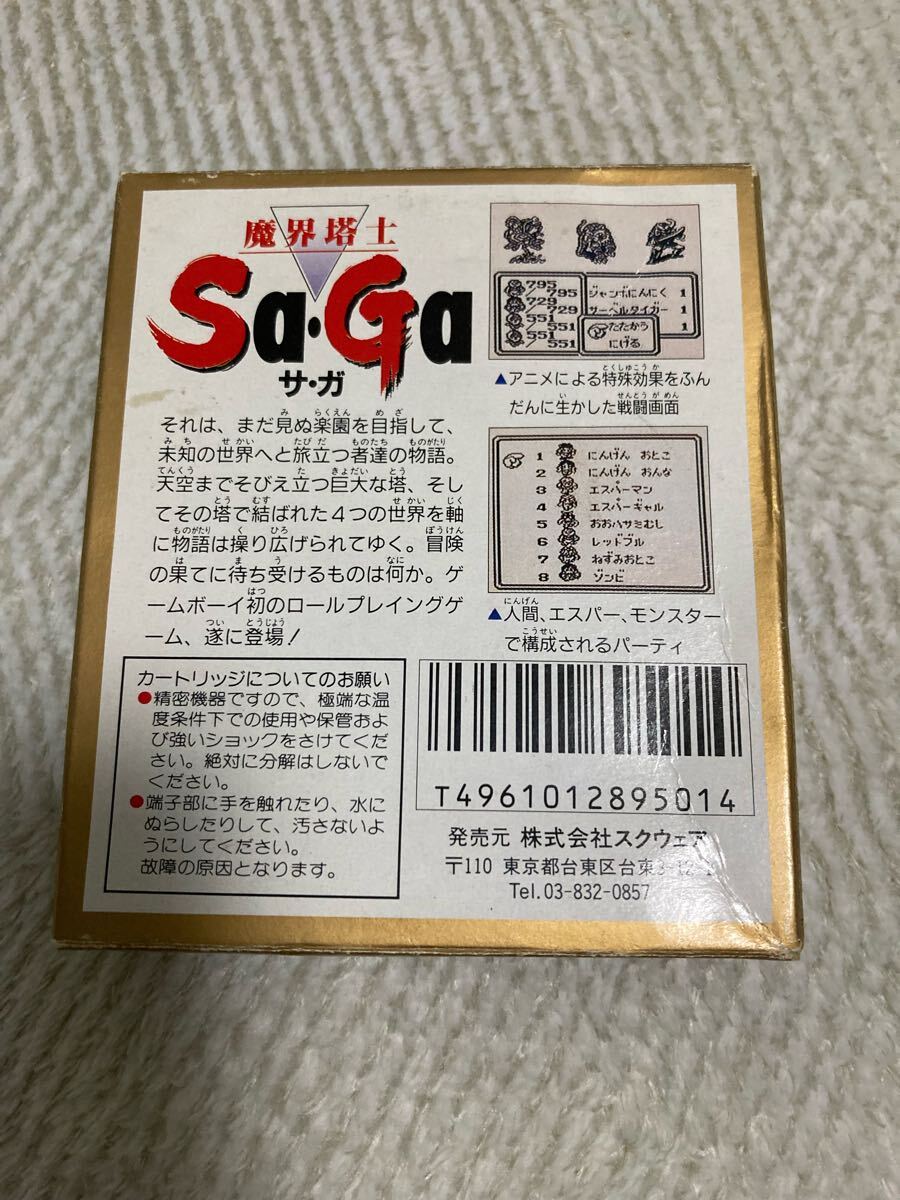 魔界塔士
Sa・Ga
サ・ガ
それは、まだ見ぬ楽園を目指して、
未知の世界へと旅立つ者達の物語。
天空までそびえ立つ巨大な塔、そし
てその塔で結ばれた4つの世界を軸
に物語は操り広げられてゆく。冒険
の果てに待ち受けるものは何か。ゲ
ームボーイ初のロールプレイングゲ
ーム、遂に登場!
カートリッジについてのお願い
●精密機器ですので、極端な温
度条件下での使用や保管およ
び強いショックをさけてくだ
さい。絶対に分解はしないで
ください。
●端子部に手を触れたり、水に
ぬらしたりして、汚さないよ
うにしてください。
故障の原因となります。
795
795
729
729
551
551
551
551
ジャンボにんにく 1
サーベルタイガー 1
1
たたかう
にげる
▲アニメによる特殊効果をふん
だんに生かした戦闘画面
1 にんげん おとこ
2 にんげん おんな
3 エスパーマン
4 エスパーギャル
5 おおハサミむし
6 レッドブル
7 ねずみおとこ
8 ゾンビ
▲人間、エスパー、モンスター
で構成されるパーティ
T4961012895014
発売元 株式会社スクウェア
〒110 東京都台東区台東3-12-
Tel.03-832-0857